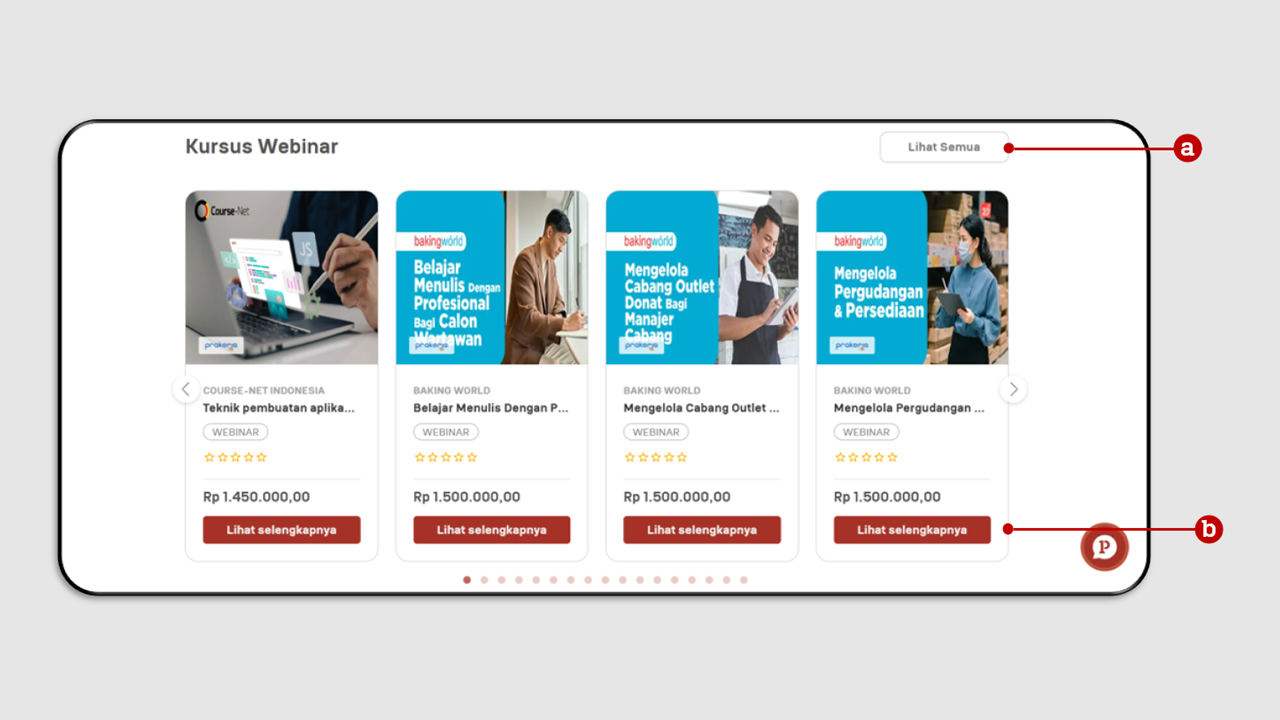 Kursus Webinar
Lihat Semua
a
Course-Net
JS
prakerja
COURSE-NET INDONESIA
Teknik pembuatan aplika...
WEBINAR
Rp 1.450.000,00
Lihat selengkapnya
bakingworld
Belajar
Menulis Dengan
Profesional
Bagi Calon
Wartawan
prakerja
BAKING WORLD
Belajar Menulis Dengan P...
WEBINAR
Rp 1.500.000,00
Lihat selengkapnya
bakingworld
Mengelola
Cabang Outlet
Donat Bagi
Manajer
Cabang
prakerja
BAKING WORLD
Mengelola Cabang Outlet ...
WEBINAR
Rp 1.500.000,00
Lihat selengkapnya
bakingworld
Mengelola
Pergudangan
& Persediaan
prakerja
BAKING WORLD
Mengelola Pergudangan ...
WEBINAR
Rp 1.500.000,00
Lihat selengkapnya
b
P